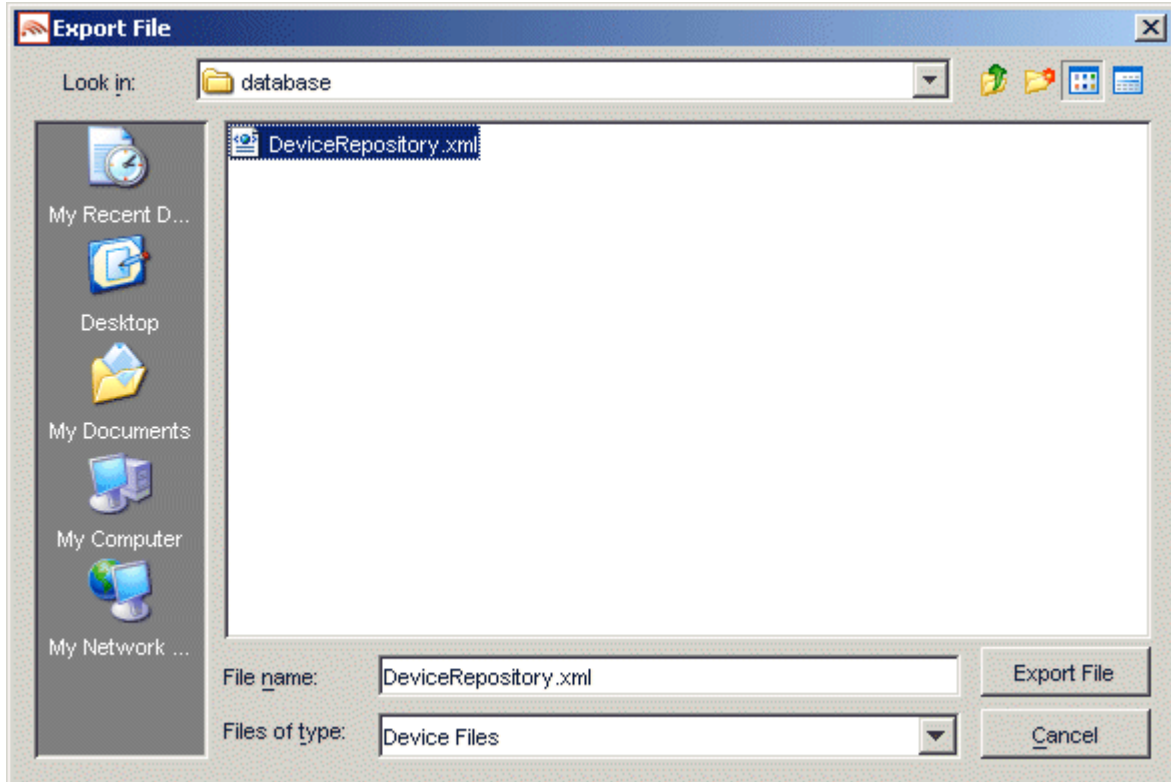 Export File
Look in:
database
DeviceRepository.xml
My Recent D...
Desktop
My Documents
My Computer
My Network ...
File name:
DeviceRepository.xml
Export File
Files of type:
Device Files
Cancel